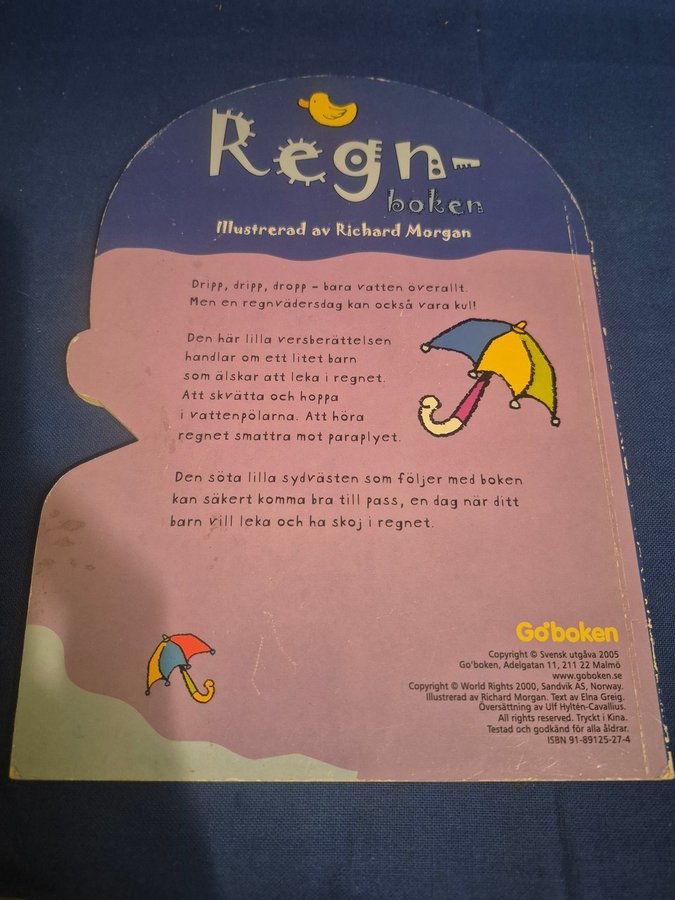 Regn-
boken
Illustrerad av Richard Morgan
Dripp, dripp, dropp – bara vatten överallt.
Men en regnvädersdag kan också vara kul!
Den här lilla versberättelsen
handlar om ett litet barn
som älskar att leka i regnet.
Att skvätta och hoppa
i vattenpölarna. Att höra
regnet smattra mot paraplyet.
Den söta lilla sydvästen som följer med boken
kan säkert komma bra till pass, en dag när ditt
barn vill leka och ha skoj i regnet.
Go'boken
Copyright © Svensk utgåva 2005
Go'boken, Adelgatan 11, 211 22 Malmö
www.goboken.se
Copyright © World Rights 2000, Sandvik AS, Norway.
Illustrerad av Richard Morgan. Text av Elna Greig.
Översättning av Ulf Hyltén-Cavallius.
All rights reserved. Tryckt i Kina.
Testad och godkänd för alla åldrar.
ISBN 91-89125-27-4